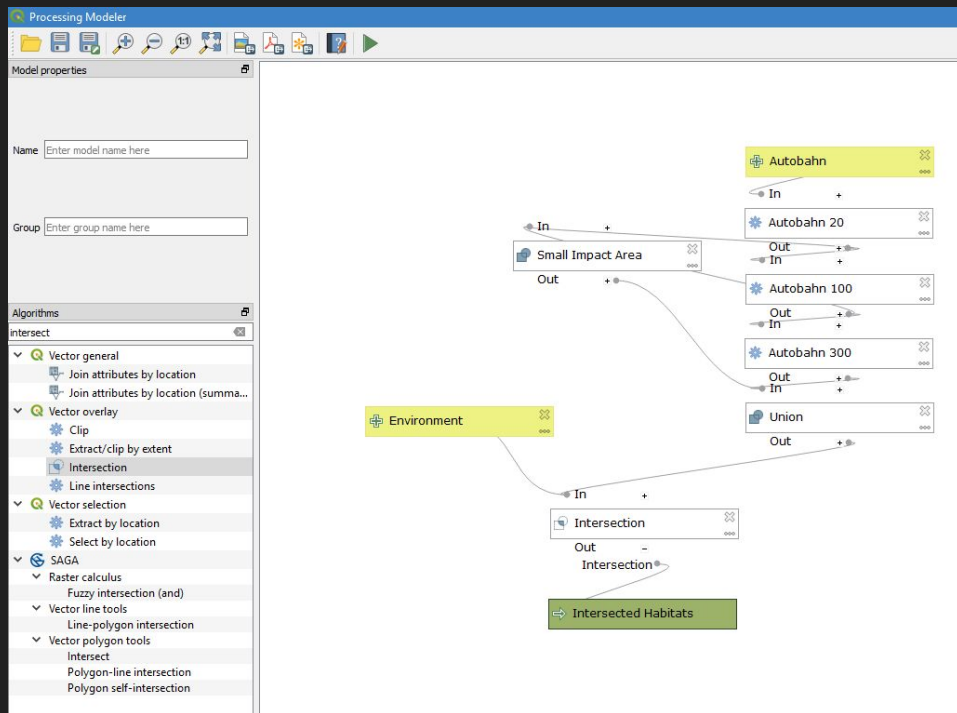 Processing Modeler
1:1
Model properties
Name Enter model name here
Group Enter group name here
Algorithms
intersect
Vector general
Join attributes by location
Join attributes by location (summa...
Vector overlay
Clip
Extract/clip by extent
Intersection
Line intersections
Vector selection
Extract by location
Select by location
SAGA
Raster calculus
Fuzzy intersection (and)
Vector line tools
Line-polygon intersection
Vector polygon tools
Intersect
Polygon-line intersection
Polygon self-intersection
Autobahn
In +
Autobahn 20
Out +
In +
Autobahn 100
Out +
In +
Autobahn 300
Out +
In +
Union
Out +
In +
Small Impact Area
Out +
Environment
In +
Intersection
Out -
Intersection
Intersected Habitats